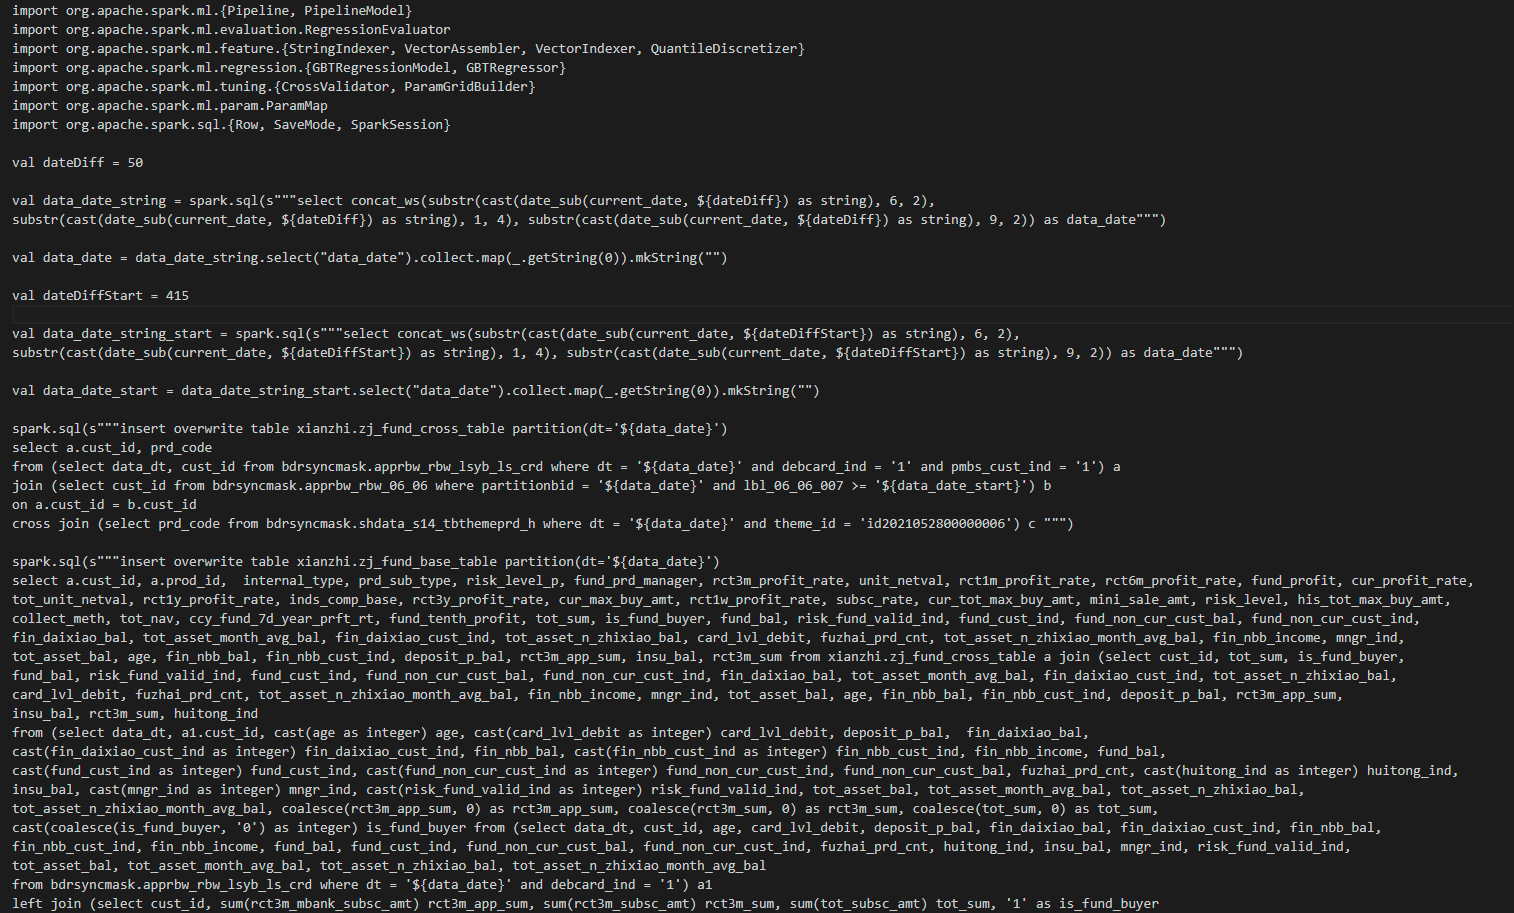 import org.apache.spark.ml.{Pipeline, PipelineModel}
import org.apache.spark.ml.evaluation.RegressionEvaluator
import org.apache.spark.ml.feature.{StringIndexer, VectorAssembler, VectorIndexer, QuantileDiscretizer}
import org.apache.spark.ml.regression.{GBTRegressionModel, GBTRegressor}
import org.apache.spark.ml.tuning.{CrossValidator, ParamGridBuilder}
import org.apache.spark.ml.param.ParamMap
import org.apache.spark.sql.{Row, SaveMode, SparkSession}
val dateDiff = 50
val data_date_string = spark.sql(s"""select concat_ws(substr(cast(date_sub(current_date, ${dateDiff}) as string), 6, 2),
substr(cast(date_sub(current_date, ${dateDiff}) as string), 1, 4), substr(cast(date_sub(current_date, ${dateDiff}) as string), 9, 2)) as data_date""")
val data_date = data_date_string.select("data_date").collect.map(_.getString(0)).mkString("")
val dateDiffStart = 415
val data_date_string_start = spark.sql(s"""select concat_ws(substr(cast(date_sub(current_date, ${dateDiffStart}) as string), 6, 2),
substr(cast(date_sub(current_date, ${dateDiffStart}) as string), 1, 4), substr(cast(date_sub(current_date, ${dateDiffStart}) as string), 9, 2)) as data_date""")
val data_date_start = data_date_string_start.select("data_date").collect.map(_.getString(0)).mkString("")
spark.sql(s"""insert overwrite table xianzhi.zj_fund_cross_table partition(dt='${data_date}')
select a.cust_id, prd_code
from (select data_dt, cust_id from bdrsyncmask.apprbw_rbw_lsyb_ls_crd where dt = '${data_date}' and debcard_ind = '1' and pmbs_cust_ind = '1') a
join (select cust_id from bdrsyncmask.apprbw_rbw_06_06 where partitionbid = '${data_date}' and lbl_06_06_007 >= '${data_date_start}') b
on a.cust_id = b.cust_id
cross join (select prd_code from bdrsyncmask.shdata_s14_tbthemeprd_h where dt = '${data_date}' and theme_id = 'id2021052800000006') c """)
spark.sql(s"""insert overwrite table xianzhi.zj_fund_base_table partition(dt='${data_date}')
select a.cust_id, a.prod_id,  internal_type, prd_sub_type, risk_level_p, fund_prd_manager, rct3m_profit_rate, unit_netval, rct1m_profit_rate, rct6m_profit_rate, fund_profit, cur_profit_rate,
tot_unit_netval, rct1y_profit_rate, inds_comp_base, rct3y_profit_rate, cur_max_buy_amt, rct1w_profit_rate, subsc_rate, cur_tot_max_buy_amt, mini_sale_amt, risk_level, his_tot_max_buy_amt,
collect_meth, tot_nav, ccy_fund_7d_year_prft_rt, fund_tenth_profit, tot_sum, is_fund_buyer, fund_bal, risk_fund_valid_ind, fund_cust_ind, fund_non_cur_cust_bal, fund_non_cur_cust_ind,
fin_daixiao_bal, tot_asset_month_avg_bal, fin_daixiao_cust_ind, tot_asset_n_zhixiao_bal, card_lvl_debit, fuzhai_prd_cnt, tot_asset_n_zhixiao_month_avg_bal, fin_nbb_income, mngr_ind,
tot_asset_bal, age, fin_nbb_bal, fin_nbb_cust_ind, deposit_p_bal, rct3m_app_sum, insu_bal, rct3m_sum from xianzhi.zj_fund_cross_table a join (select cust_id, tot_sum, is_fund_buyer,
fund_bal, risk_fund_valid_ind, fund_cust_ind, fund_non_cur_cust_bal, fund_non_cur_cust_ind, fin_daixiao_bal, tot_asset_month_avg_bal, fin_daixiao_cust_ind, tot_asset_n_zhixiao_bal,
card_lvl_debit, fuzhai_prd_cnt, tot_asset_n_zhixiao_month_avg_bal, fin_nbb_income, mngr_ind, tot_asset_bal, age, fin_nbb_bal, fin_nbb_cust_ind, deposit_p_bal, rct3m_app_sum,
insu_bal, rct3m_sum, huitong_ind
from (select data_dt, a1.cust_id, cast(age as integer) age, cast(card_lvl_debit as integer) card_lvl_debit, deposit_p_bal,  fin_daixiao_bal,
cast(fin_daixiao_cust_ind as integer) fin_daixiao_cust_ind, fin_nbb_bal, cast(fin_nbb_cust_ind as integer) fin_nbb_cust_ind, fin_nbb_income, fund_bal,
cast(fund_cust_ind as integer) fund_cust_ind, cast(fund_non_cur_cust_ind as integer) fund_non_cur_cust_ind, fund_non_cur_cust_bal, fuzhai_prd_cnt, cast(huitong_ind as integer) huitong_ind,
insu_bal, cast(mngr_ind as integer) mngr_ind, cast(risk_fund_valid_ind as integer) risk_fund_valid_ind, tot_asset_bal, tot_asset_month_avg_bal, tot_asset_n_zhixiao_bal,
tot_asset_n_zhixiao_month_avg_bal, coalesce(rct3m_app_sum, 0) as rct3m_app_sum, coalesce(rct3m_sum, 0) as rct3m_sum, coalesce(tot_sum, 0) as tot_sum,
cast(coalesce(is_fund_buyer, '0') as integer) is_fund_buyer from (select data_dt, cust_id, age, card_lvl_debit, deposit_p_bal, fin_daixiao_bal, fin_daixiao_cust_ind, fin_nbb_bal,
fin_nbb_cust_ind, fin_nbb_income, fund_bal, fund_cust_ind, fund_non_cur_cust_bal, fund_non_cur_cust_ind, fuzhai_prd_cnt, huitong_ind, insu_bal, mngr_ind, risk_fund_valid_ind,
tot_asset_bal, tot_asset_month_avg_bal, tot_asset_n_zhixiao_bal, tot_asset_n_zhixiao_month_avg_bal
from bdrsyncmask.apprbw_rbw_lsyb_ls_crd where dt = '${data_date}' and debcard_ind = '1') a1
left join (select cust_id, sum(rct3m_mbank_subsc_amt) rct3m_app_sum, sum(rct3m_subsc_amt) rct3m_sum, sum(tot_subsc_amt) tot_sum, '1' as is_fund_buyer